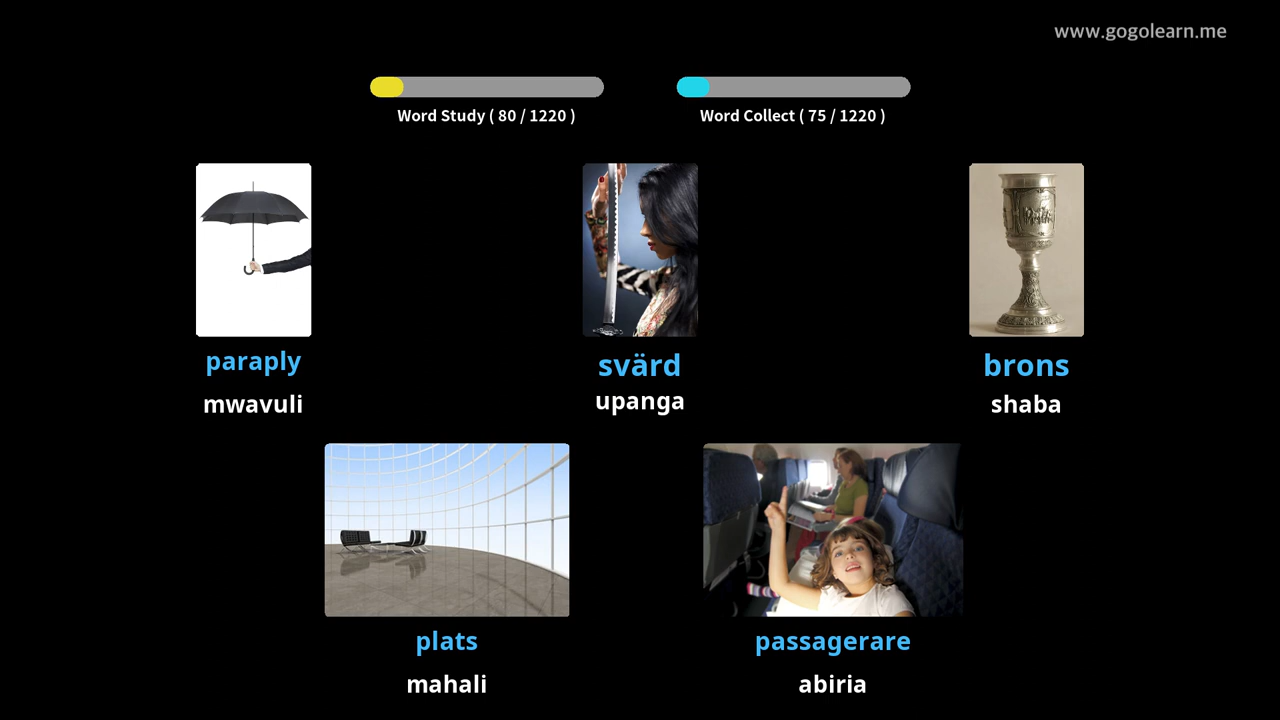 www.gogolearn.me
Word Study ( 80 / 1220 )
Word Collect ( 75 / 1220 )
paraply
mwavuli
svärd
upanga
brons
shaba
plats
mahali
passagerare
abiria